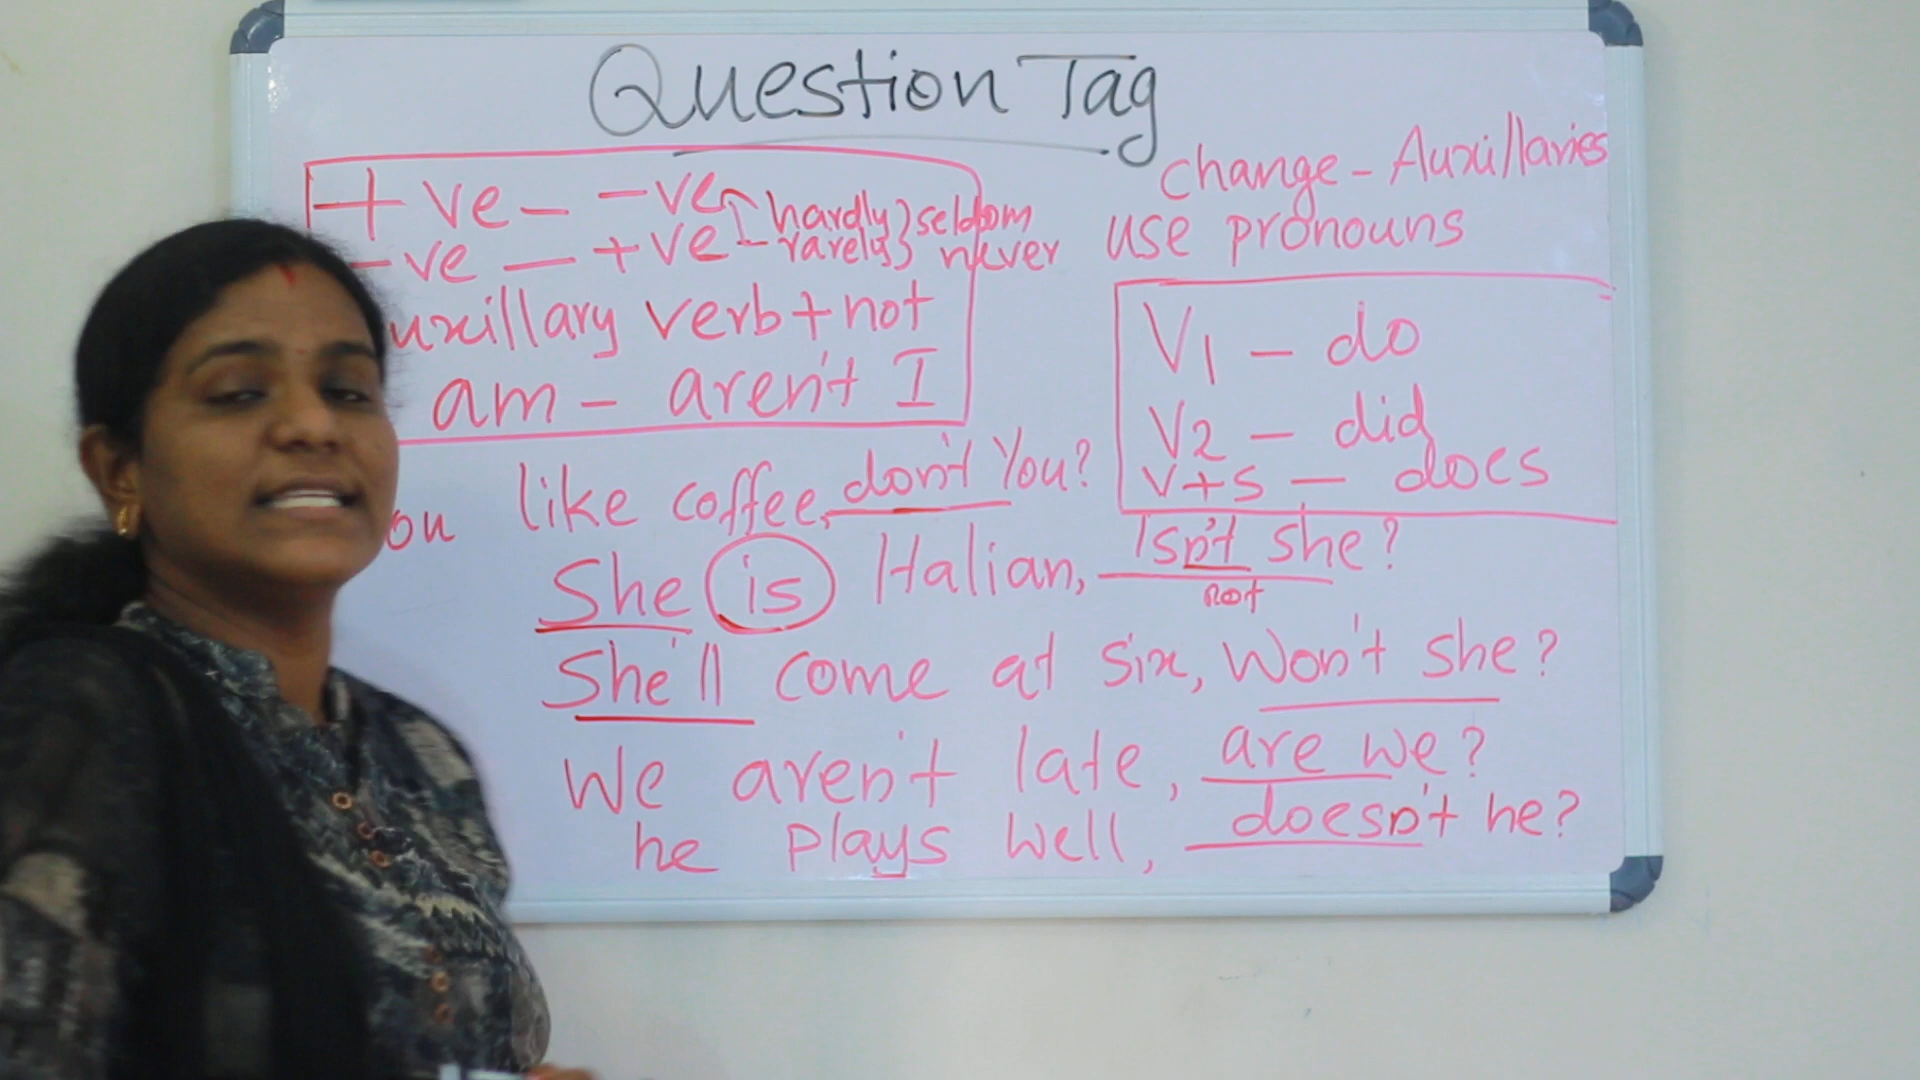 Question Tag
+ve - -ve hardly } seldom
-ve - +ve - rarely } never
change - Auxillaries
use pronouns
uxillary verb + not
am - aren't I
V1 - do
V2 - did
V+S - does
ou like coffee, don't You?
She is Italian, Isn't she?
not
She'll come at six, Won't she?
We aren't late, are we?
he plays well, doesn't he?